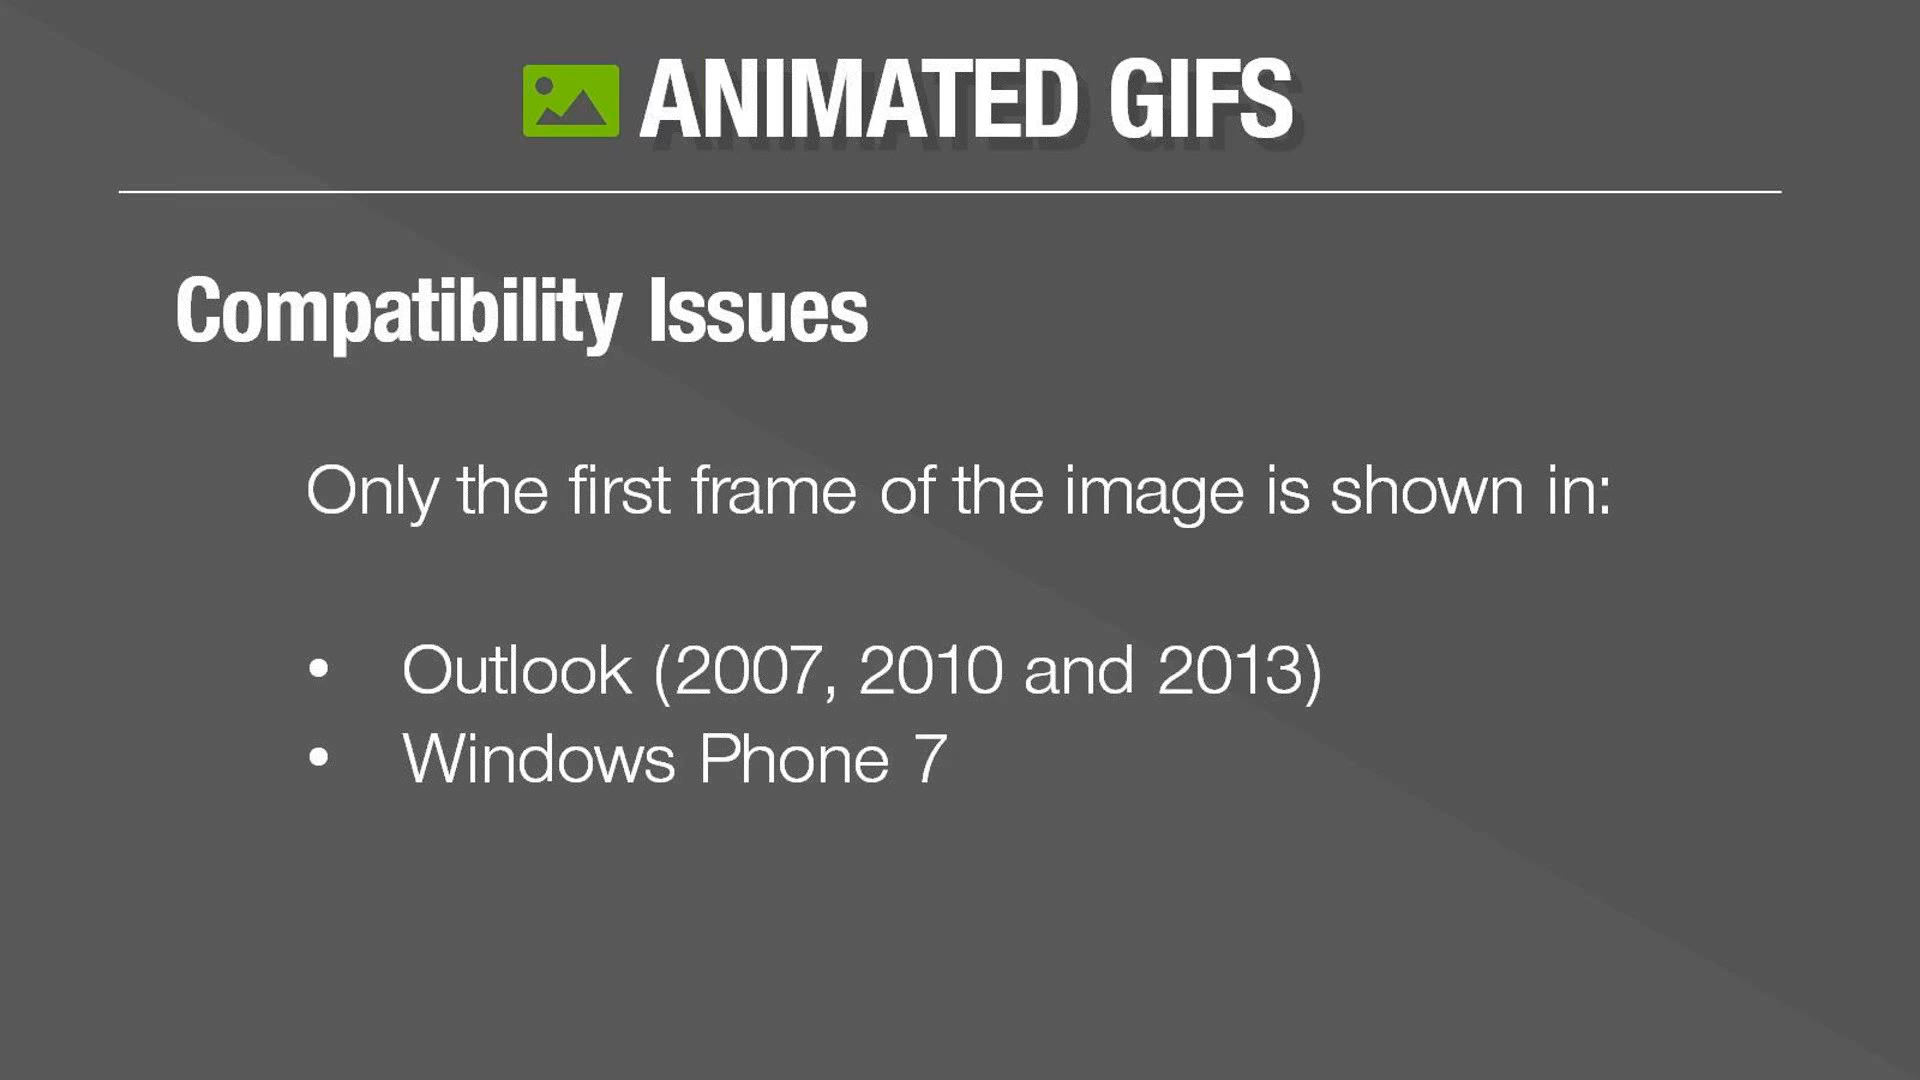 ANIMATED GIFS
Compatibility Issues
Only the first frame of the image is shown in:
• Outlook (2007, 2010 and 2013)
• Windows Phone 7